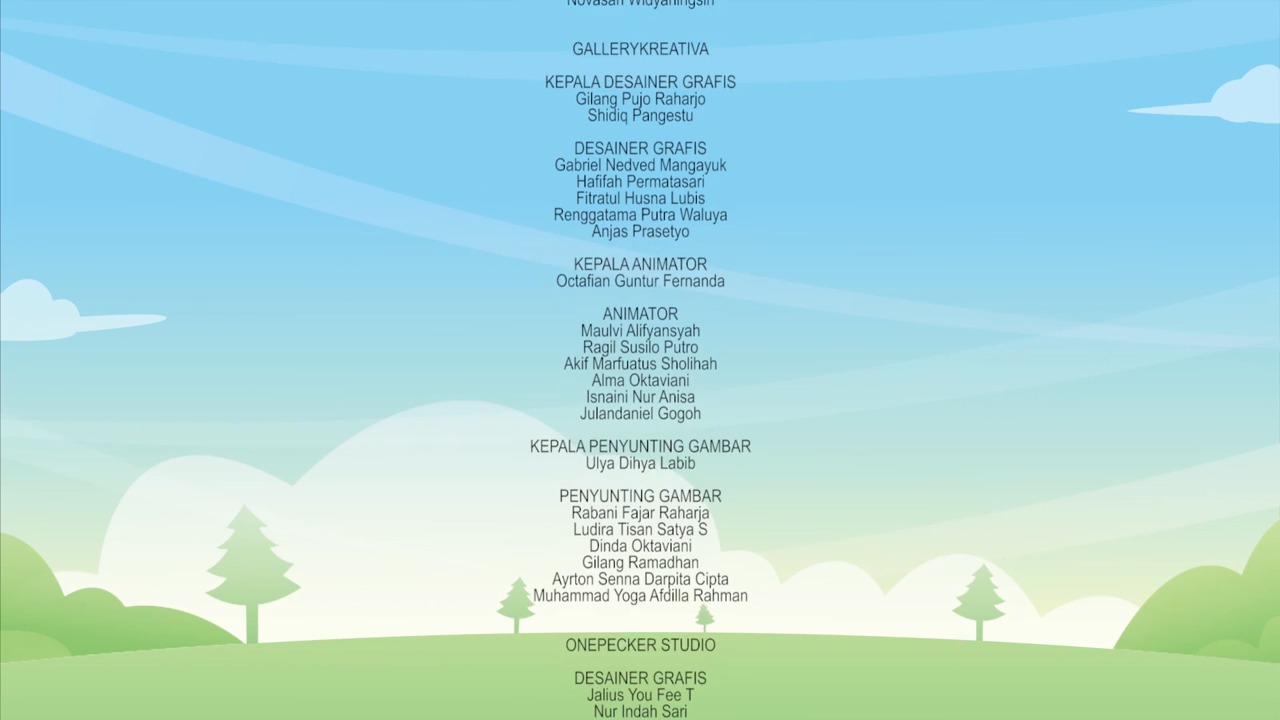 Novasari Widyaningsih
GALLERYKREATIVA
KEPALA DESAINER GRAFIS
Gilang Pujo Raharjo
Shidiq Pangestu
DESAINER GRAFIS
Gabriel Nedved Mangayuk
Hafifah Permatasari
Fitratul Husna Lubis
Renggatama Putra Waluya
Anjas Prasetyo
KEPALA ANIMATOR
Octafian Guntur Fernanda
ANIMATOR
Maulvi Alifyansyah
Ragil Susilo Putro
Akif Marfuatus Sholihah
Alma Oktaviani
Isnaini Nur Anisa
Julandaniel Gogoh
KEPALA PENYUNTING GAMBAR
Ulya Dihya Labib
PENYUNTING GAMBAR
Rabani Fajar Raharja
Ludira Tisan Satya S
Dinda Oktaviani
Gilang Ramadhan
Ayrton Senna Darpita Cipta
Muhammad Yoga Afdilla Rahman
ONEPECKER STUDIO
DESAINER GRAFIS
Jalius You Fee T
Nur Indah Sari